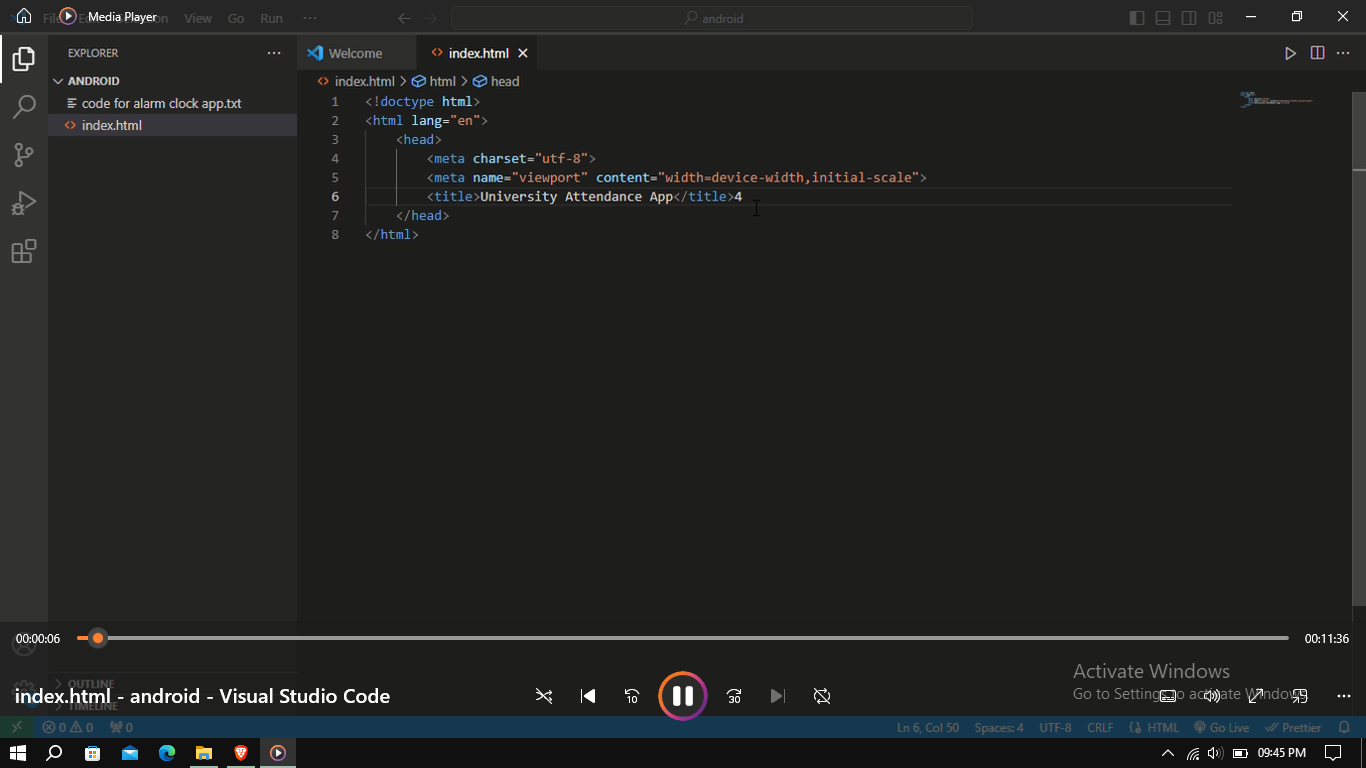 Media Player
File
View Go Run
android
EXPLORER
Welcome
index.html
ANDROID
index.html > html > head
code for alarm clock app.txt
index.html
1 <!doctype html>
2 <html lang="en">
3 <head>
4 <meta charset="utf-8">
5 <meta name="viewport" content="width=device-width,initial-scale">
6 <title>University Attendance App</title>4
7 </head>
8 </html>
00:00:06
00:11:36
Activate Windows
Go to Settings to activate Windows.
OUTLINE
index.html - android - Visual Studio Code
TIMELINE
10
30
0 0 0
Ln 6, Col 50 Spaces: 4 UTF-8 CRLF {} HTML Go Live Prettier
09:45 PM